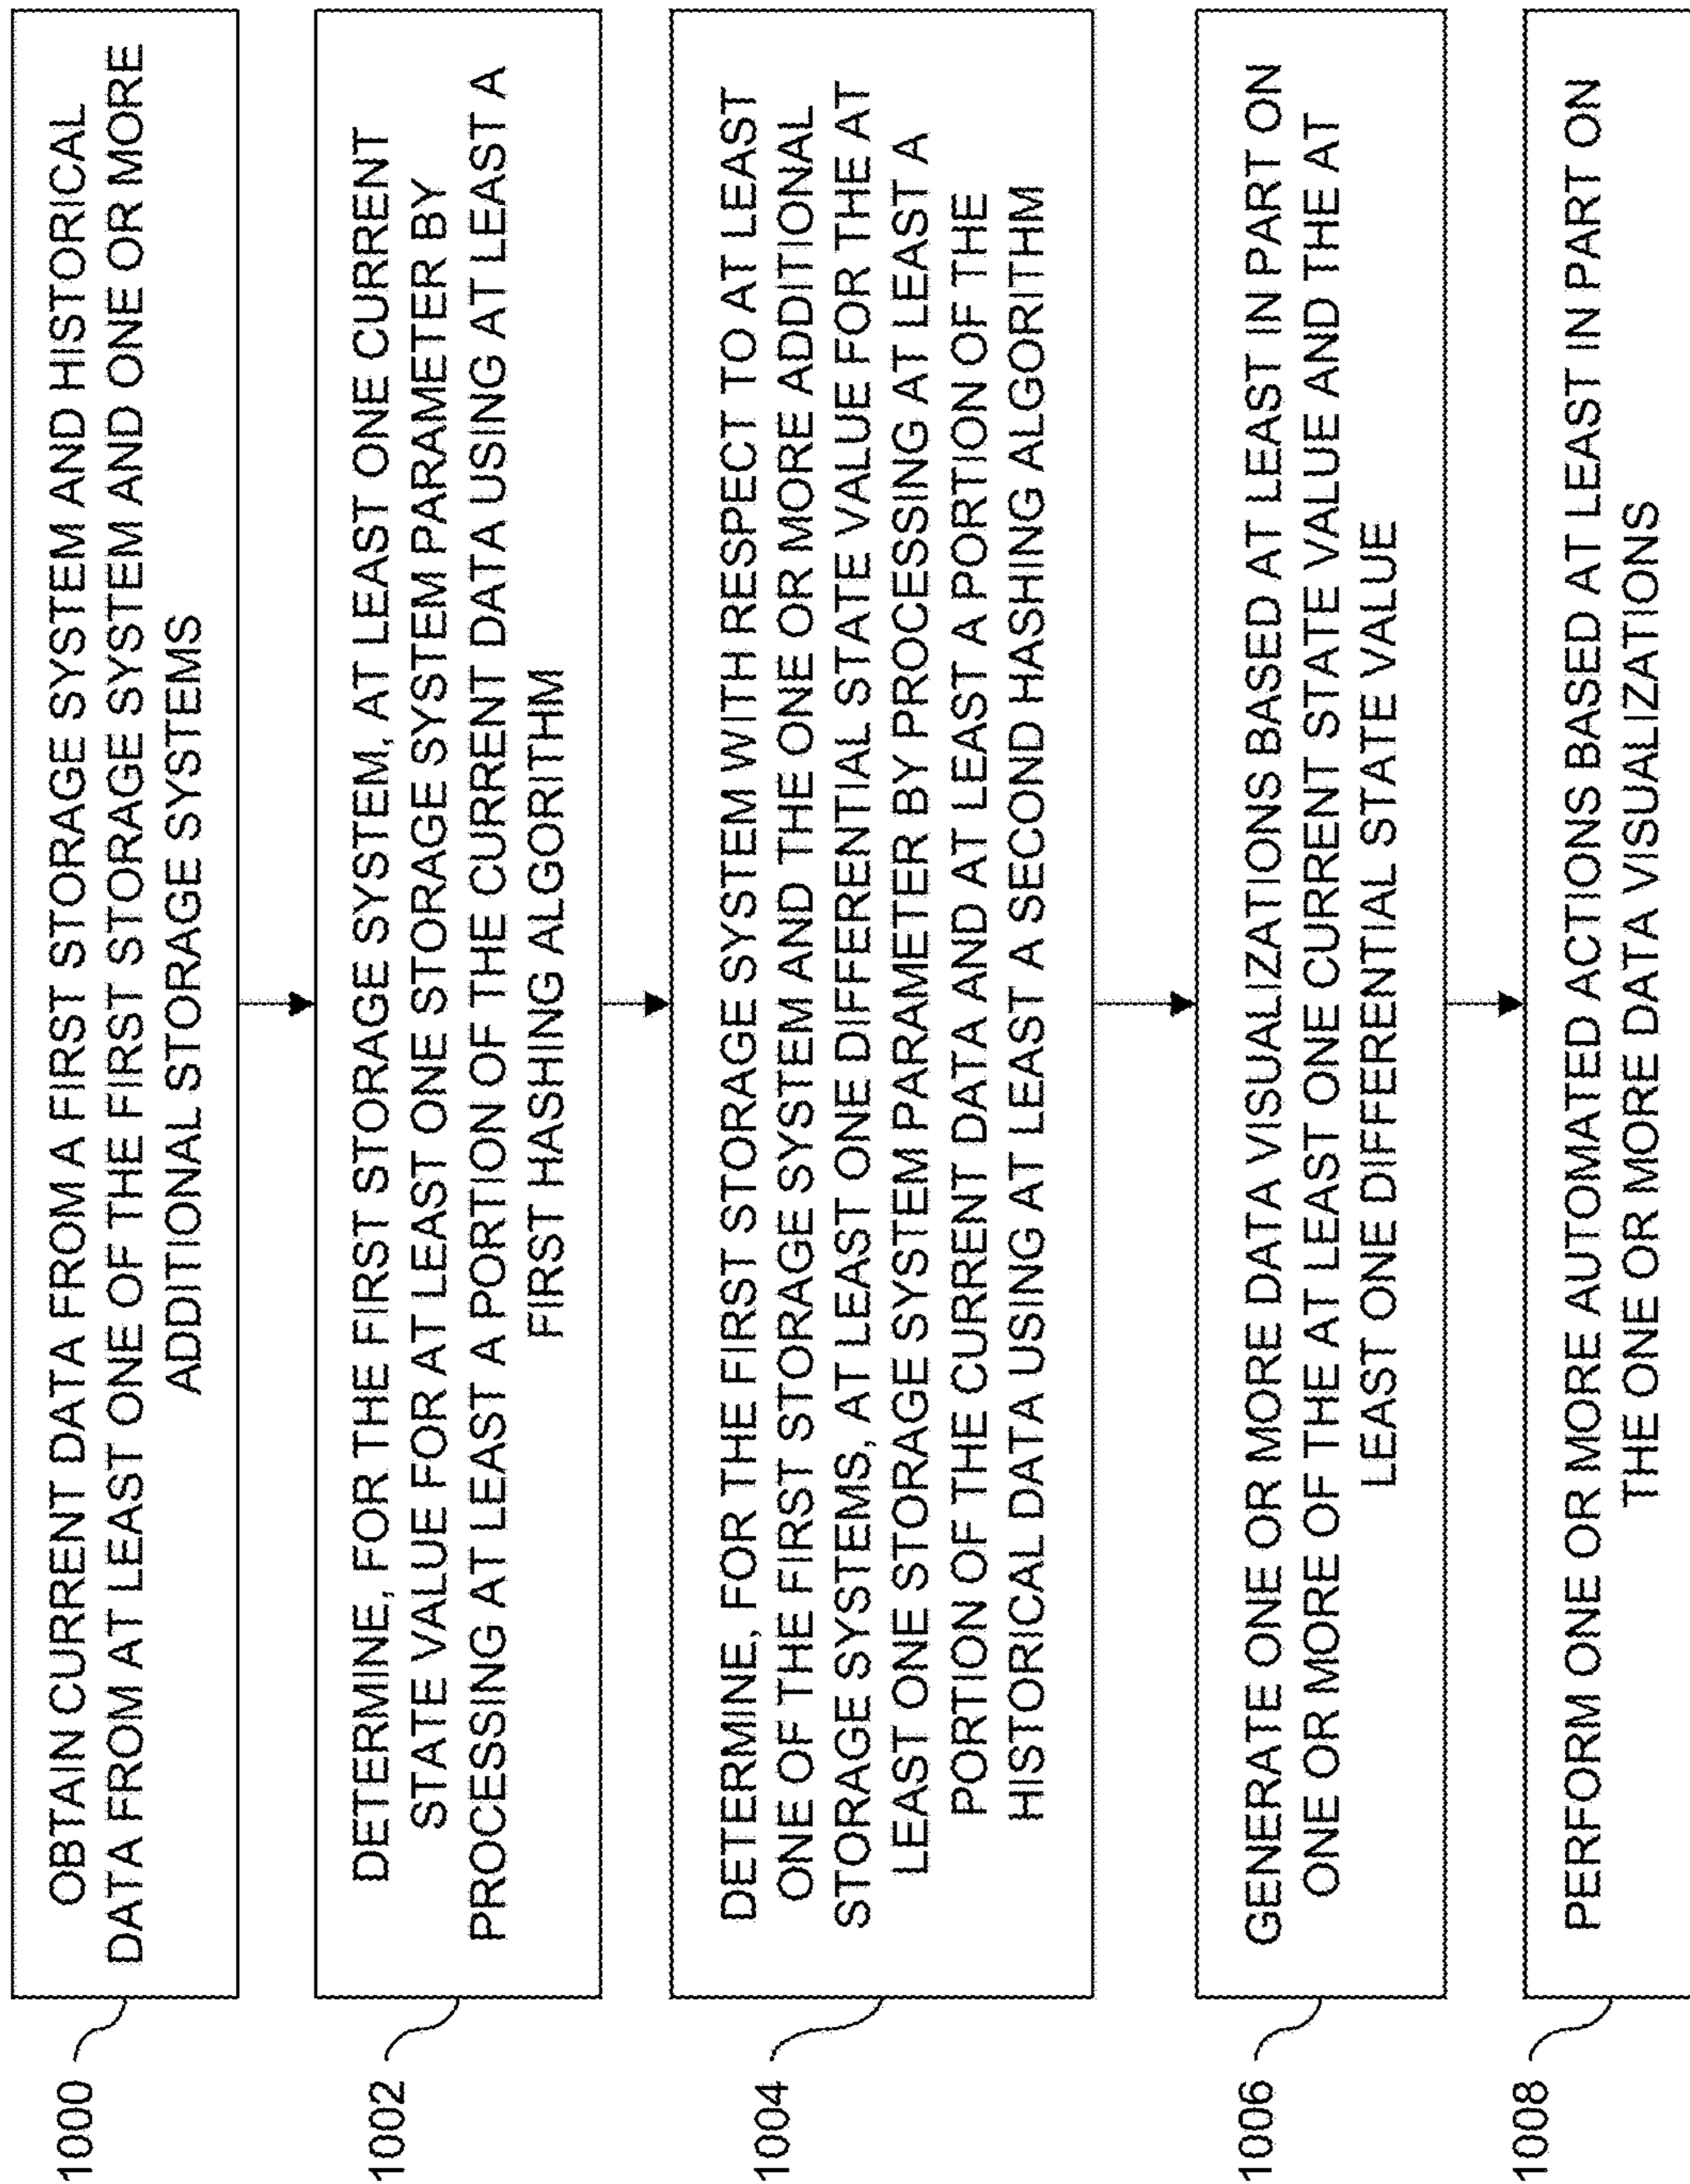 1000
OBTAIN CURRENT DATA FROM A FIRST STORAGE SYSTEM AND HISTORICAL
DATA FROM AT LEAST ONE OF THE FIRST STORAGE SYSTEM AND ONE OR MORE
ADDITIONAL STORAGE SYSTEMS
1002
DETERMINE, FOR THE FIRST STORAGE SYSTEM, AT LEAST ONE CURRENT
STATE VALUE FOR AT LEAST ONE STORAGE SYSTEM PARAMETER BY
PROCESSING AT LEAST A PORTION OF THE CURRENT DATA USING AT LEAST A
FIRST HASHING ALGORITHM
1004
DETERMINE, FOR THE FIRST STORAGE SYSTEM WITH RESPECT TO AT LEAST
ONE OF THE FIRST STORAGE SYSTEM AND THE ONE OR MORE ADDITIONAL
STORAGE SYSTEMS, AT LEAST ONE DIFFERENTIAL STATE VALUE FOR THE AT
LEAST ONE STORAGE SYSTEM PARAMETER BY PROCESSING AT LEAST A
PORTION OF THE CURRENT DATA AND AT LEAST A PORTION OF THE
HISTORICAL DATA USING AT LEAST A SECOND HASHING ALGORITHM
1006
GENERATE ONE OR MORE DATA VISUALIZATIONS BASED AT LEAST IN PART ON
ONE OR MORE OF THE AT LEAST ONE CURRENT STATE VALUE AND THE AT
LEAST ONE DIFFERENTIAL STATE VALUE
1008
PERFORM ONE OR MORE AUTOMATED ACTIONS BASED AT LEAST IN PART ON
THE ONE OR MORE DATA VISUALIZATIONS